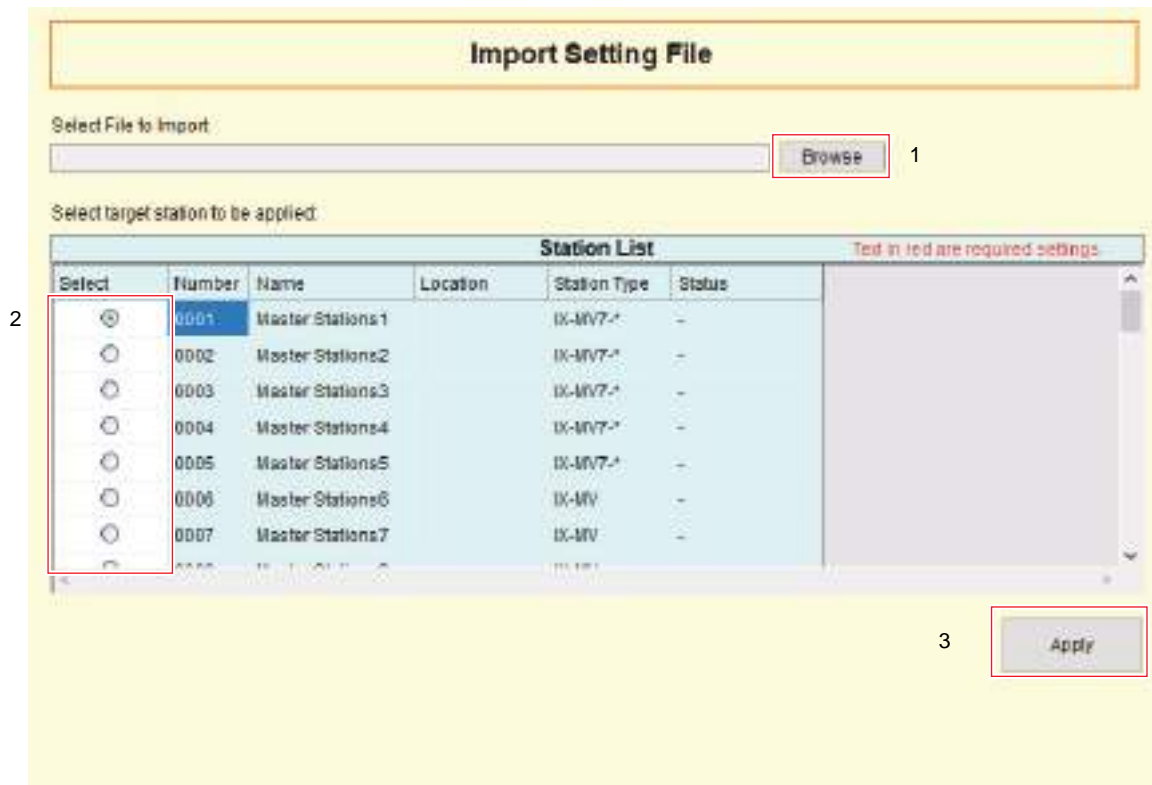 Import Setting File
Select File to Import
Browse 1
Select target station to be applied:
Station List Text in red are required settings
Select Number Name Location Station Type Status
2
0001 Master Stations1 IX-MV7-* -
0002 Master Stations2 IX-MV7-* -
0003 Master Stations3 IX-MV7-* -
0004 Master Stations4 IX-MV7-* -
0005 Master Stations5 IX-MV7-* -
0006 Master Stations6 IX-MV -
0007 Master Stations7 IX-MV -
3 Apply